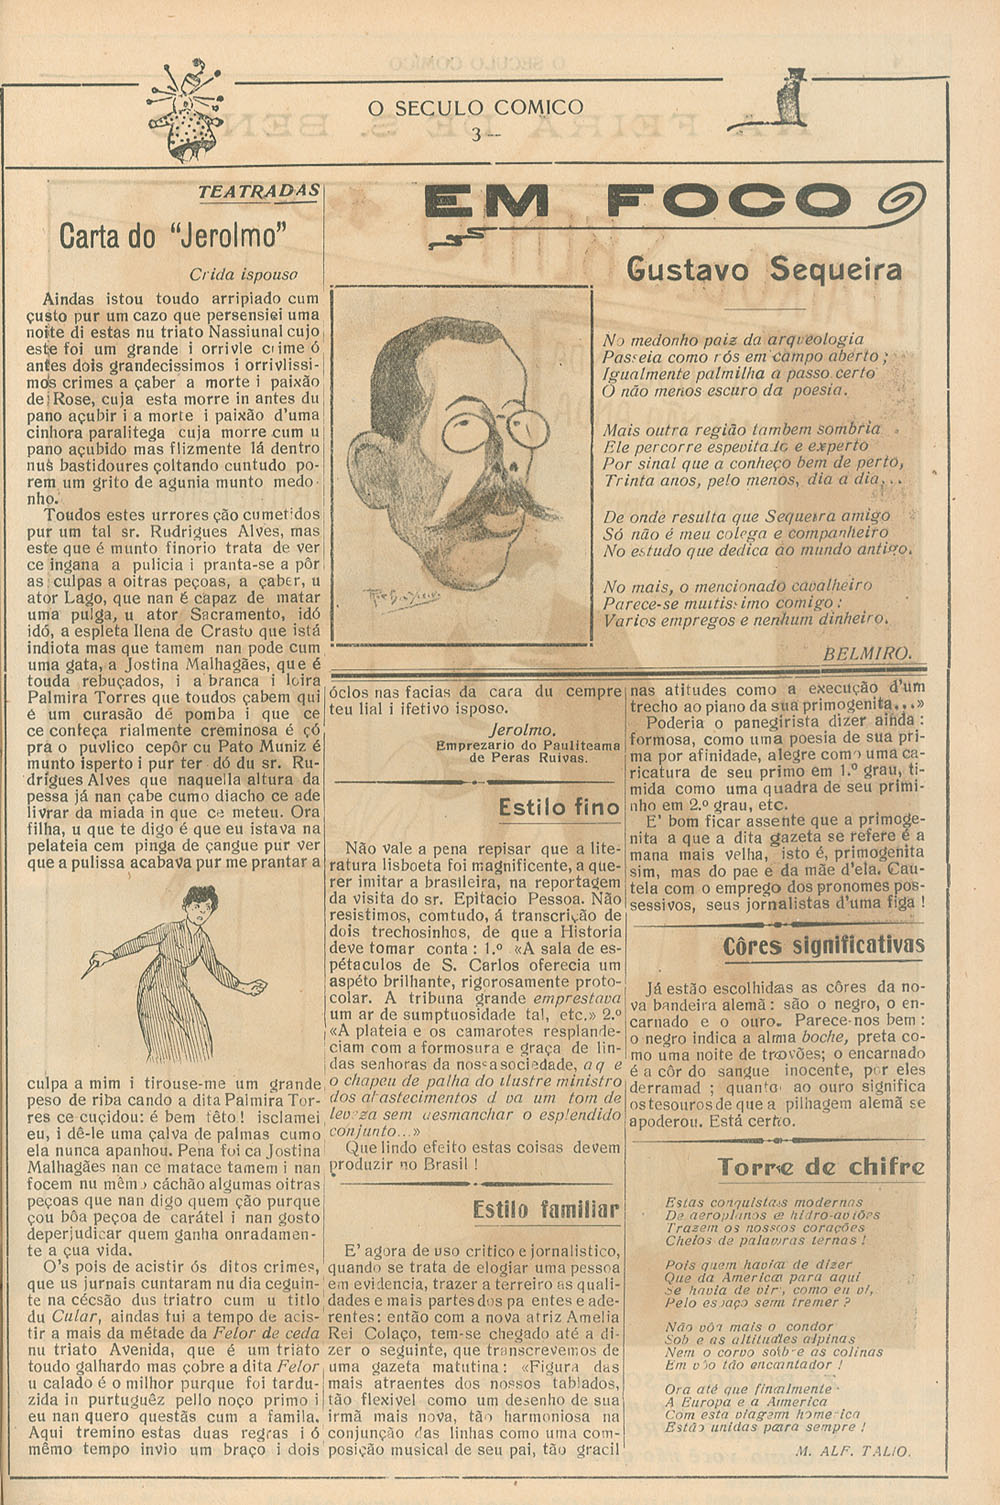 O SECULO COMICO
3—
TEATRADAS
Carta do "Jerolmo"
Crida ispouso
Aindas istou toudo arripiado cum
çusto pur um cazo que persensiei uma
noite di estas nu triato Nassiunal cujo
este foi um grande i orrivle crime ó
antes dois grandecissimos i orrivlissi-
mos crimes a çaber a morte i paixão
de Rose, cuja esta morre in antes du
pano açubir i a morte i paixão d'uma
cinhora paralitega cuja morre cum u
pano açubido mas flizmente lá dentro
nus bastidoures çoltando cuntudo po-
rem um grito de agunia munto medo-
nho.
Toudos estes urrores ção cumetidos
pur um tal sr. Rudrigues Alves, mas
este que é munto finorio trata de ver
ce ingana a pulicia i pranta-se a pôr
as culpas a oitras peçoas, a çaber, u
ator Lago, que nan é capaz de matar
uma pulga, u ator Sacramento, idó
idó, a espleta Ilena de Crasto que istá
indiota mas que tamem nan pode cum
uma gata, a Jostina Malhagães, que é
touda rebuçados, i a branca i loira
Palmira Torres que toudos çabem qui
é um curasão dé pomba i que ce
ce conteça rialmente creminosa é çó
prá o puvlico cepôr cu Pato Muniz é
munto isperto i pur ter dó du sr. Ru-
drigues Alves que naquella altura da
pessa já nan çabe cumo diacho ce ade
livrar da miada in que ce meteu. Ora
filha, u que te digo é que eu istava na
pelateia cem pinga de çangue pur ver
que a pulissa acabava pur me prantar a
culpa a mim i tirouse-me um grande
peso de riba cando a dita Palmira Tor-
res ce cuçidou: é bem têto! isclamei
eu, i dê-le uma çalva de palmas cumo
ela nunca apanhou. Pena foi ca Jostina
Malhagães nan ce matace tamem i nan
focem nu mêmo cáchão algumas oitras
peçoas que nan digo quem ção purque
çou bôa peçoa de carátel i nan gosto
deperjudicar quem ganha onradamen-
te a çua vida.
O's pois de acistir ós ditos crimes,
que us jurnais cuntaram nu dia ceguin-
te na cécsão dus triatro cum u titlo
du Cular, aindas tui a tempo de acis-
tir a mais da métade da Felor de ceda
nu triato Avenida, que é um triato
toudo galhardo mas çobre a dita Felor
u calado é o milhor purque foi tardu-
zida in purtuguêz pello noço primo i
eu nan quero questãs cum a famila.
Aqui tremino estas duas regras i ó
mêmo tempo invio um braço i dois
EM FOCO
Gustavo Sequeira
No medonho paiz da arqueologia
Passeia como rós em campo aberto;
Igualmente palmilha a passo certo
O não menos escuro da poesia.
Mais outra região tambem sombria
Ele percorre espevitado e experto
Por sinal que a conheço bem de perto,
Trinta anos, pelo menos, dia a dia...
De onde resulta que Sequeira amigo
Só não é meu colega e companheiro
No estudo que dedica ao mundo antigo.
No mais, o mencionado cavalheiro
Parece-se muitissimo comigo:
Varios empregos e nenhum dinheiro.
BELMIRO.
óclos nas facias da cara du cempre
teu lial i ifetivo isposo.
Jerolmo.
Emprezario do Pauliteama
de Peras Ruivas.
Estilo fino
Não vale a pena repisar que a lite-
ratura lisboeta foi magnificente, a que-
rer imitar a brasileira, na reportagem
da visita do sr. Epitacio Pessoa. Não
resistimos, comtudo, á transcrição de
dois trechosinhos, de que a Historia
deve tomar conta: 1.º «A sala de es-
pétaculos de S. Carlos oferecia um
aspéto brilhante, rigorosamente proto-
colar. A tribuna grande emprestava
um ar de sumptuosidade tal, etc.» 2.º
«A plateia e os camarotes resplande-
ciam com a formosura e graça de lin-
das senhoras da nossa sociedade, a q e
o chapeu de palha do ilustre ministro
dos abastecimentos d va um tom de
leveza sem desmanchar o esplendido
conjunto...»
Que lindo efeito estas coisas devem
produzir no Brasil!
Estilo familiar
E' agora de uso critico e jornalistico,
quando se trata de elogiar uma pessoa
em evidencia, trazer a terreiro as quali-
dades e mais partes dos pa entes e ade-
rentes: então com a nova atriz Amelia
Rei Colaço, tem-se chegado até a di-
zer o seguinte, que transcrevemos de
uma gazeta matutina: «Figura das
mais atraentes dos nossos tablados,
tão flexivel como um desenho de sua
irmã mais nova, tão harmoniosa na
conjunção das linhas como uma com-
posição musical de seu pai, tão gracil
nas atitudes como a execução d'um
trecho ao piano da sua primogenita...»
Poderia o panegirista dizer ainda:
formosa, como uma poesia de sua pri-
ma por afinidade, alegre como uma ca-
ricatura de seu primo em 1.º grau, ti-
mida como uma quadra de seu primi-
nho em 2.º grau, etc.
E' bom ficar assente que a primoge-
nita a que a dita gazeta se refere é a
mana mais velha, isto é, primogenita
sim, mas do pae e da mãe d'ela. Cau-
tela com o emprego dos pronomes pos-
sessivos, seus jornalistas d'uma figa!
Côres significativas
Já estão escolhidas as côres da no-
va bandeira alemã: são o negro, o en-
carnado e o ouro. Parece-nos bem:
o negro indica a alma boche, preta co-
mo uma noite de trovões; o encarnado
é a côr do sangue inocente, por eles
derramad ; quanto ao ouro significa
os tesouros de que a pilhagem alemã se
apoderou. Está certo.
Torre de chifre
Estas conquistas modernas
De aeroplanos e hidro-aviões
Trazem os nossos corações
Cheios de palavras ternas!
Pois quem havia de dizer
Que da America para aqui
Se havia de vir, como eu vi,
Pelo espaço sem tremer?
Não vôa mais o condor
Sob e as altitudes alpinas
Nem o corvo sobre as colinas
Em vôo tão encantador!
Ora até que finalmente
A Europa e a America
Com esta viagem homerica
Estão unidas para sempre!
M. ALF. TALIO.